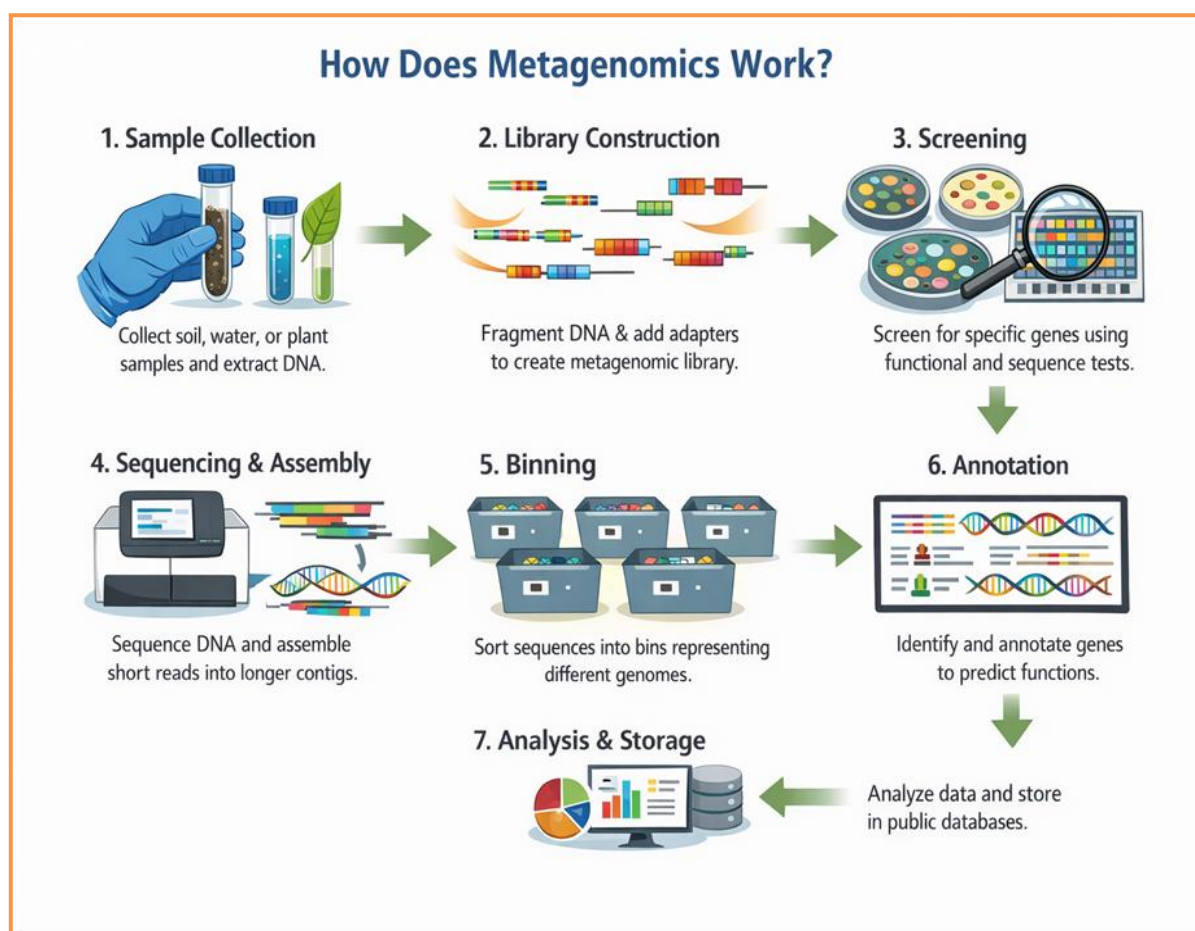 How Does Metagenomics Work?
1. Sample Collection
Collect soil, water, or plant
samples and extract DNA.
2. Library Construction
Fragment DNA & add adapters
to create metagenomic library.
3. Screening
Screen for specific genes using
functional and sequence tests.
4. Sequencing & Assembly
Sequence DNA and assemble
short reads into longer contigs.
5. Binning
Sort sequences into bins representing
different genomes.
6. Annotation
Identify and annotate genes
to predict functions.
7. Analysis & Storage
Analyze data and store
in public databases.